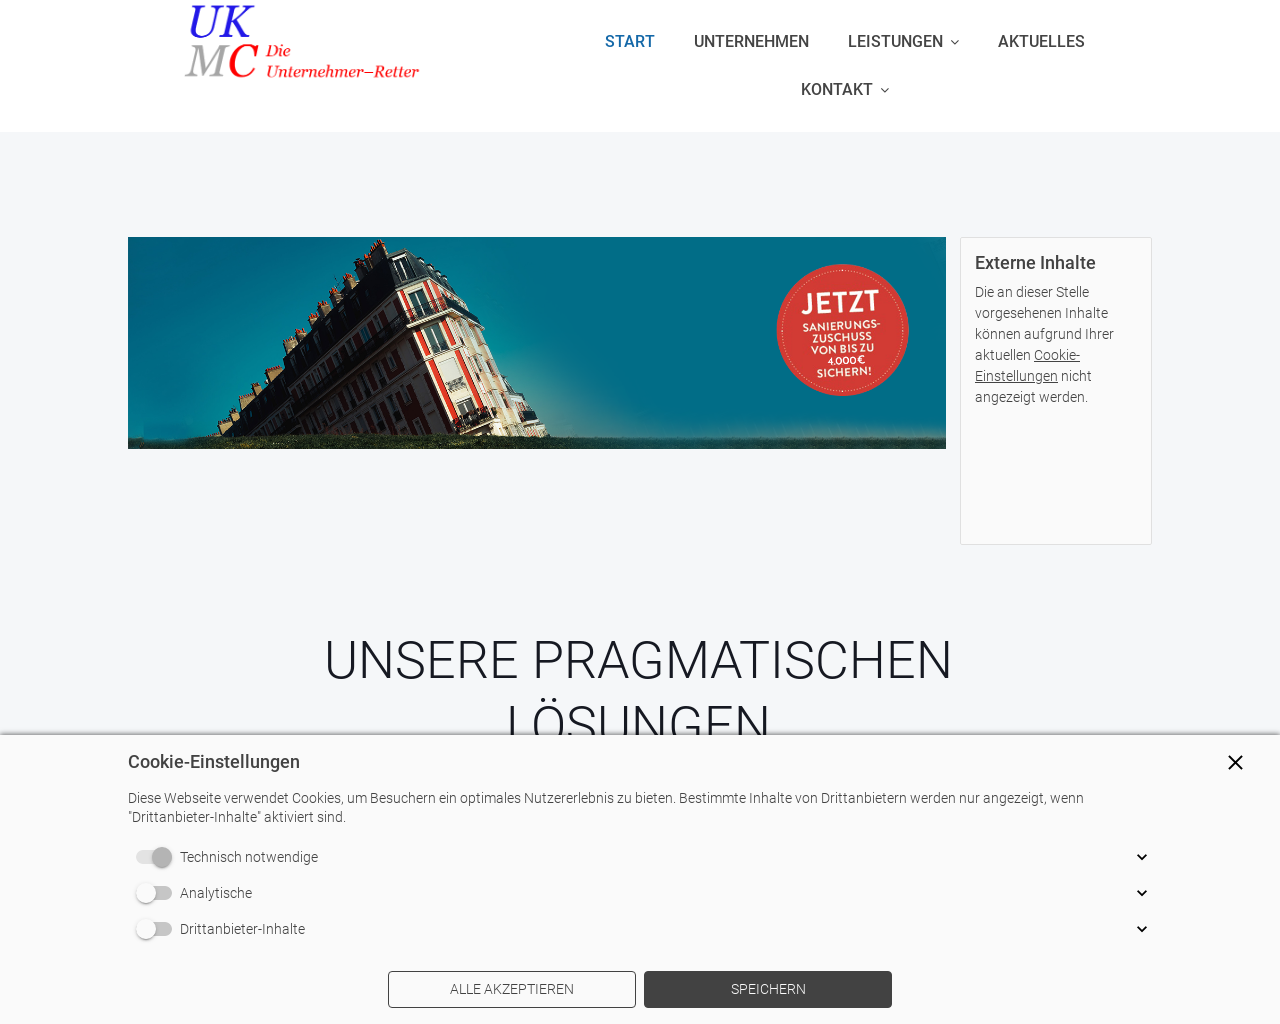 UK
MC Die
Unternehmer–Retter
START
UNTERNEHMEN
LEISTUNGEN
AKTUELLES
KONTAKT
JETZT
SANIERUNGS-
ZUSCHUSS
VON BIS ZU
4.000€
SICHERN!
Externe Inhalte
Die an dieser Stelle
vorgesehenen Inhalte
können aufgrund Ihrer
aktuellen Cookie-
Einstellungen nicht
angezeigt werden.
UNSERE PRAGMATISCHEN
LÖSUNGEN
Cookie-Einstellungen
Diese Webseite verwendet Cookies, um Besuchern ein optimales Nutzererlebnis zu bieten. Bestimmte Inhalte von Drittanbietern werden nur angezeigt, wenn
"Drittanbieter-Inhalte" aktiviert sind.
Technisch notwendige
Analytische
Drittanbieter-Inhalte
ALLE AKZEPTIEREN
SPEICHERN